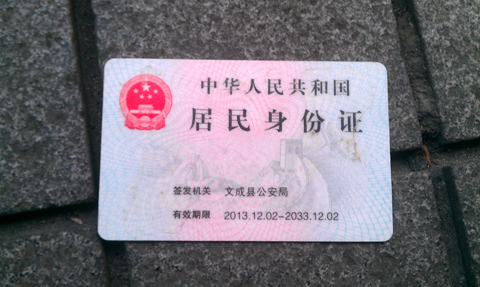 中华人民共和国
居民身份证
签发机关 文成县公安局
有效期限 2013.12.02-2033.12.02